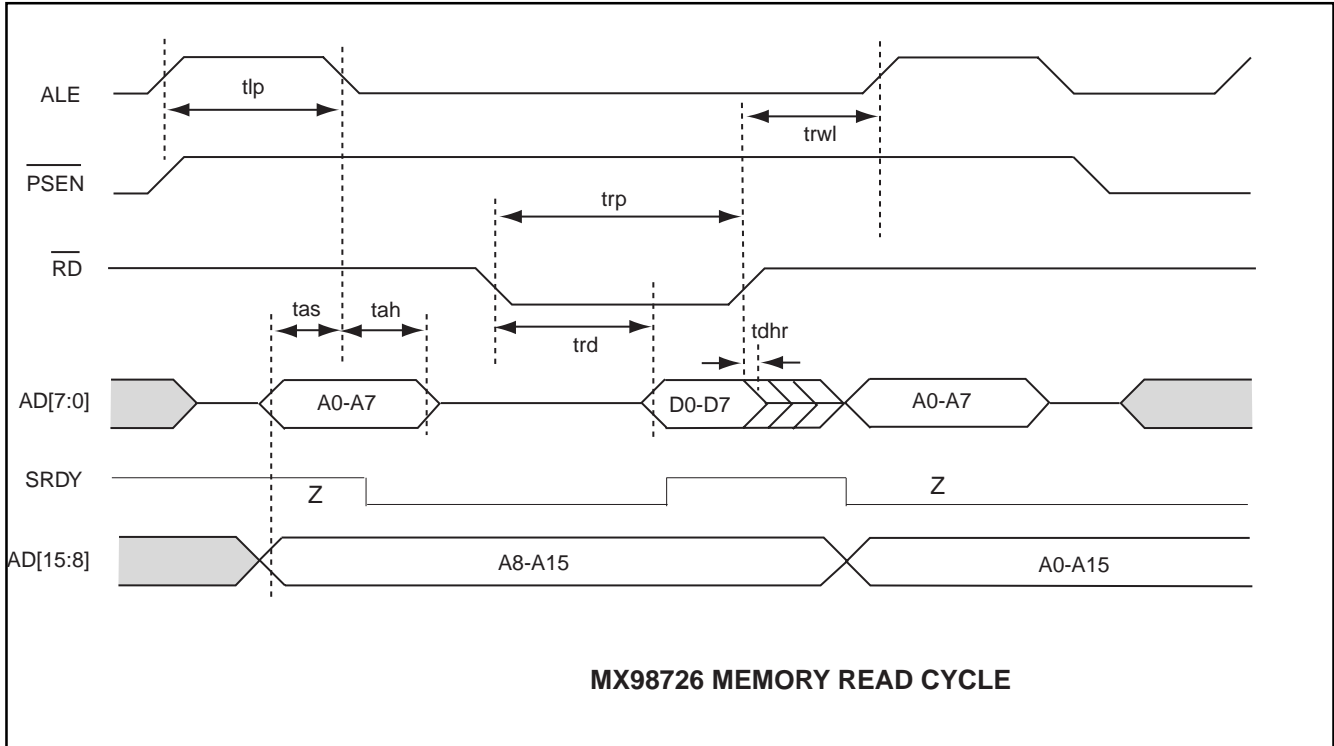 tlp
ALE
trwl
PSEN
trp
RD
tas tah
trd
tdhr
AD[7:0]
A0-A7
D0-D7
A0-A7
SRDY
Z
Z
AD[15:8]
A8-A15
A0-A15
MX98726 MEMORY READ CYCLE